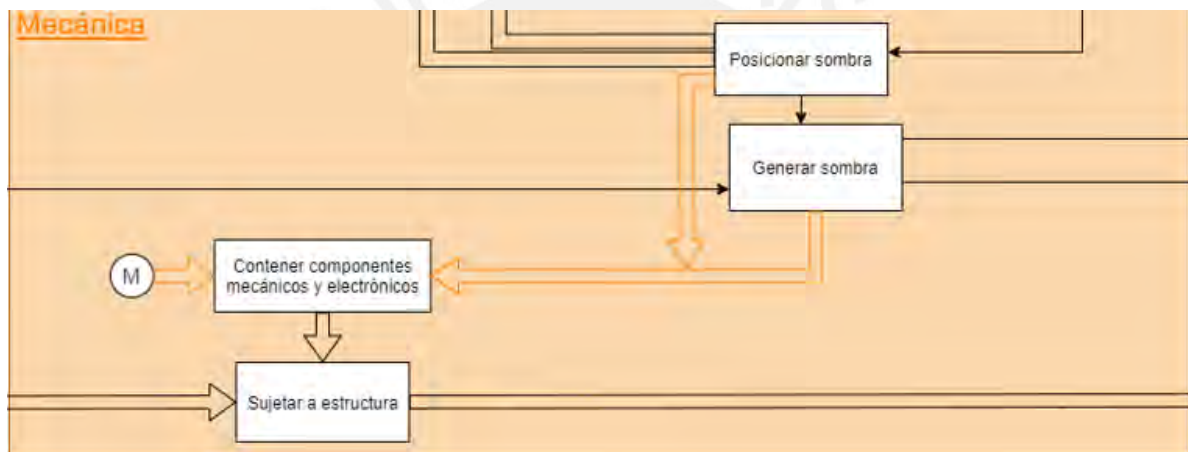 Mecánica
Posicionar sombra
Generar sombra
M
Contener componentes
mecánicos y electrónicos
Sujetar a estructura